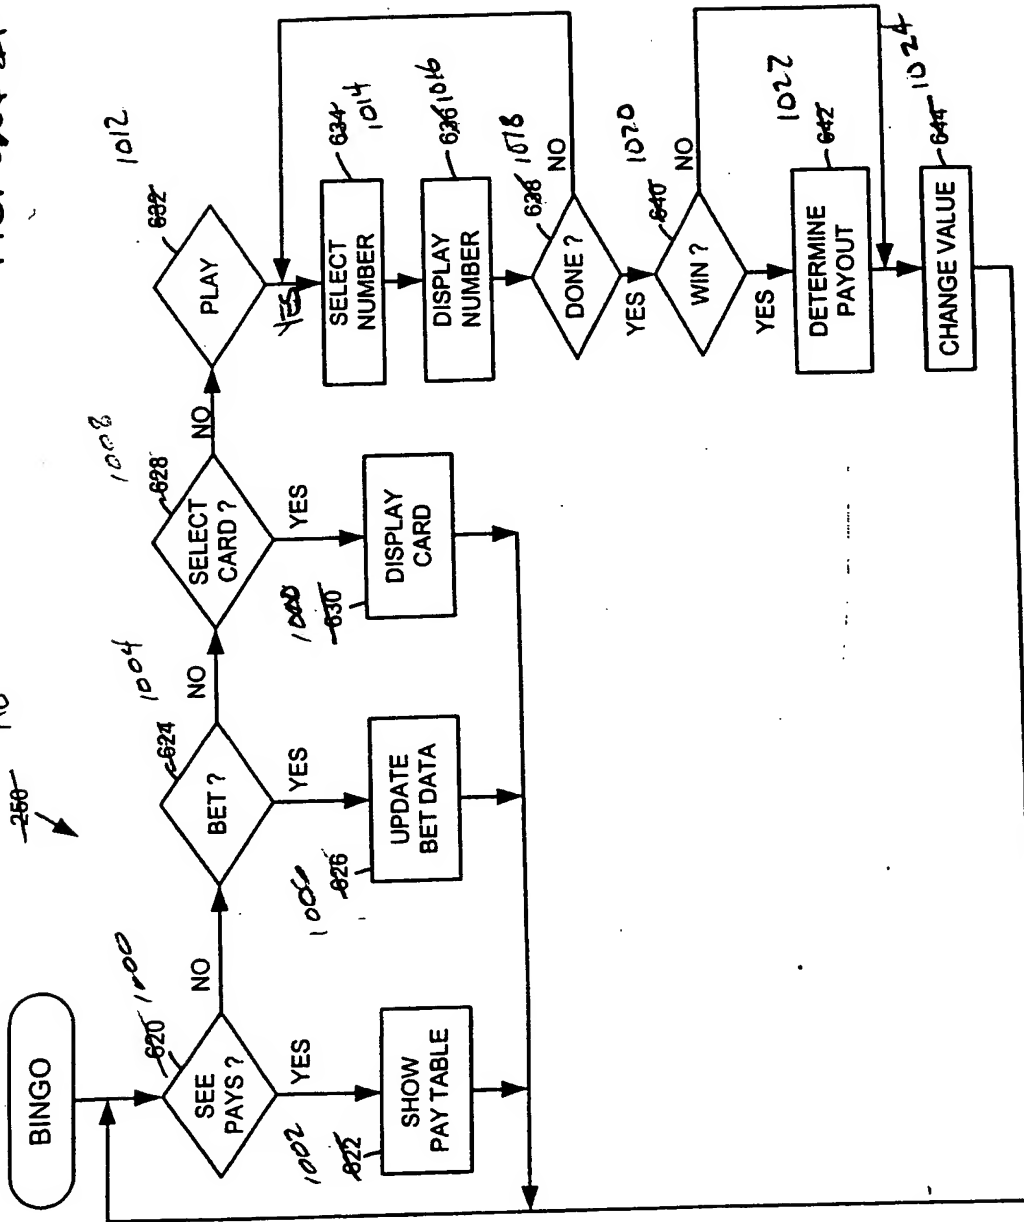 BINGO
260
620 1000
SEE
PAYS ?
NO
YES
1002
622
SHOW
PAY TABLE
624 1004
BET ?
NO
YES
626
UPDATE
BET DATA
628 1008
SELECT
CARD ?
NO
YES
630
DISPLAY
CARD
632 1012
PLAY
YES
634 1014
SELECT
NUMBER
636 1016
DISPLAY
NUMBER
638 1018
DONE ?
NO
YES
640 1020
WIN ?
NO
YES
642 1022
DETERMINE
PAYOUT
644 1024
CHANGE VALUE